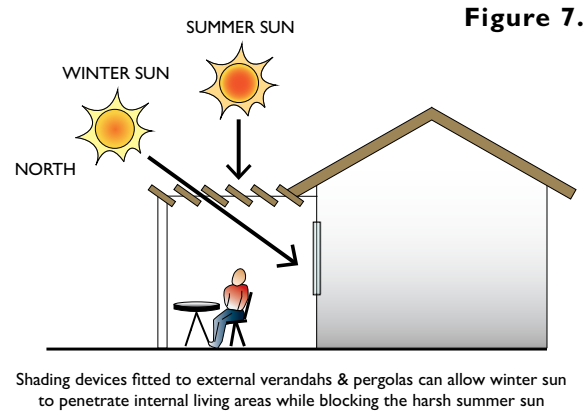 Figure 7.
SUMMER SUN
WINTER SUN
NORTH
Shading devices fitted to external verandahs & pergolas can allow winter sun
to penetrate internal living areas while blocking the harsh summer sun